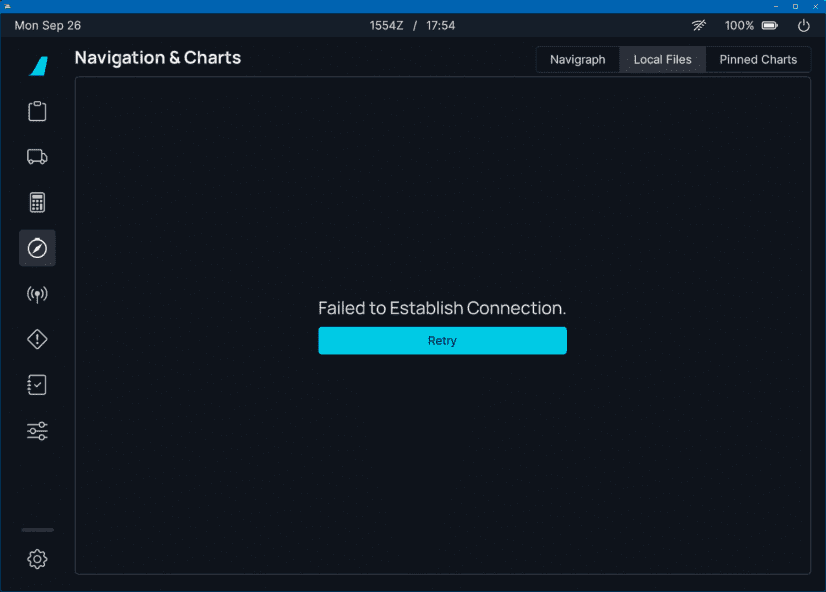 Mon Sep 26 1554Z / 17:54 100%
Navigation & Charts Navigraph Local Files Pinned Charts
Failed to Establish Connection.
Retry